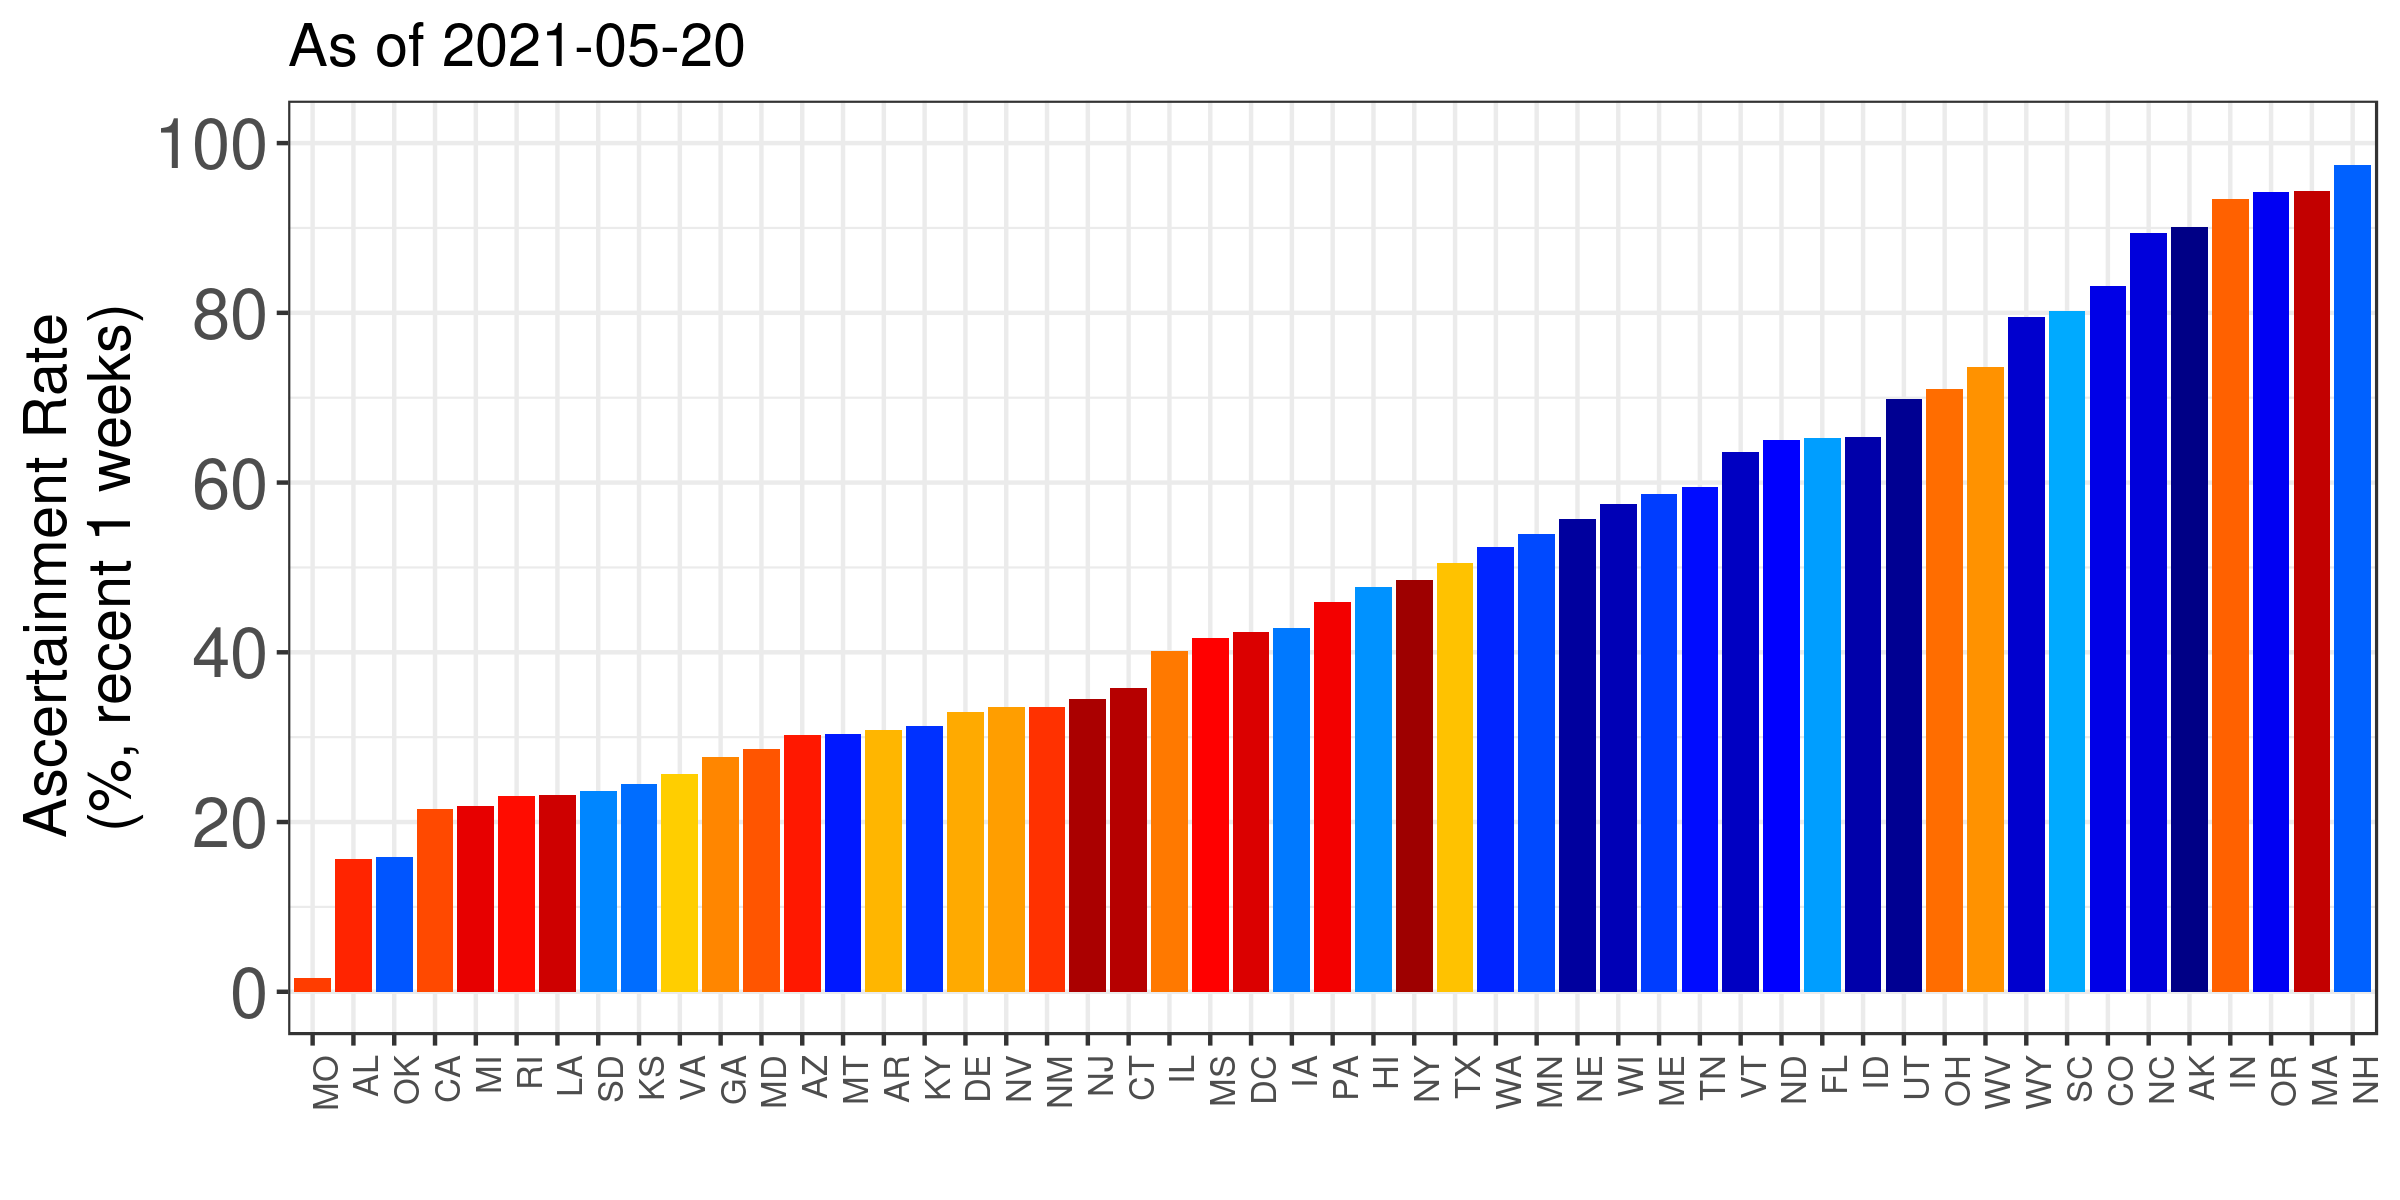 As of 2021-05-20
Ascertainment Rate
(%, recent 1 weeks)
100
80
60
40
20
0
MO AL OK CA MI RI LA SD KS VA GA MD AZ MT AR KY DE NV NM NJ CT IL MS DC IA PA HI NY TX WA MN NE WI ME TN VT ND FL ID UT OH WV WY SC CO NC AK IN OR MA NH